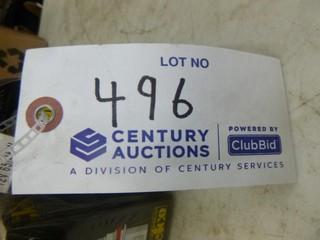 LOT NO
496
CENTURY
AUCTIONS
POWERED BY
ClubBid
A DIVISION OF CENTURY SERVICES